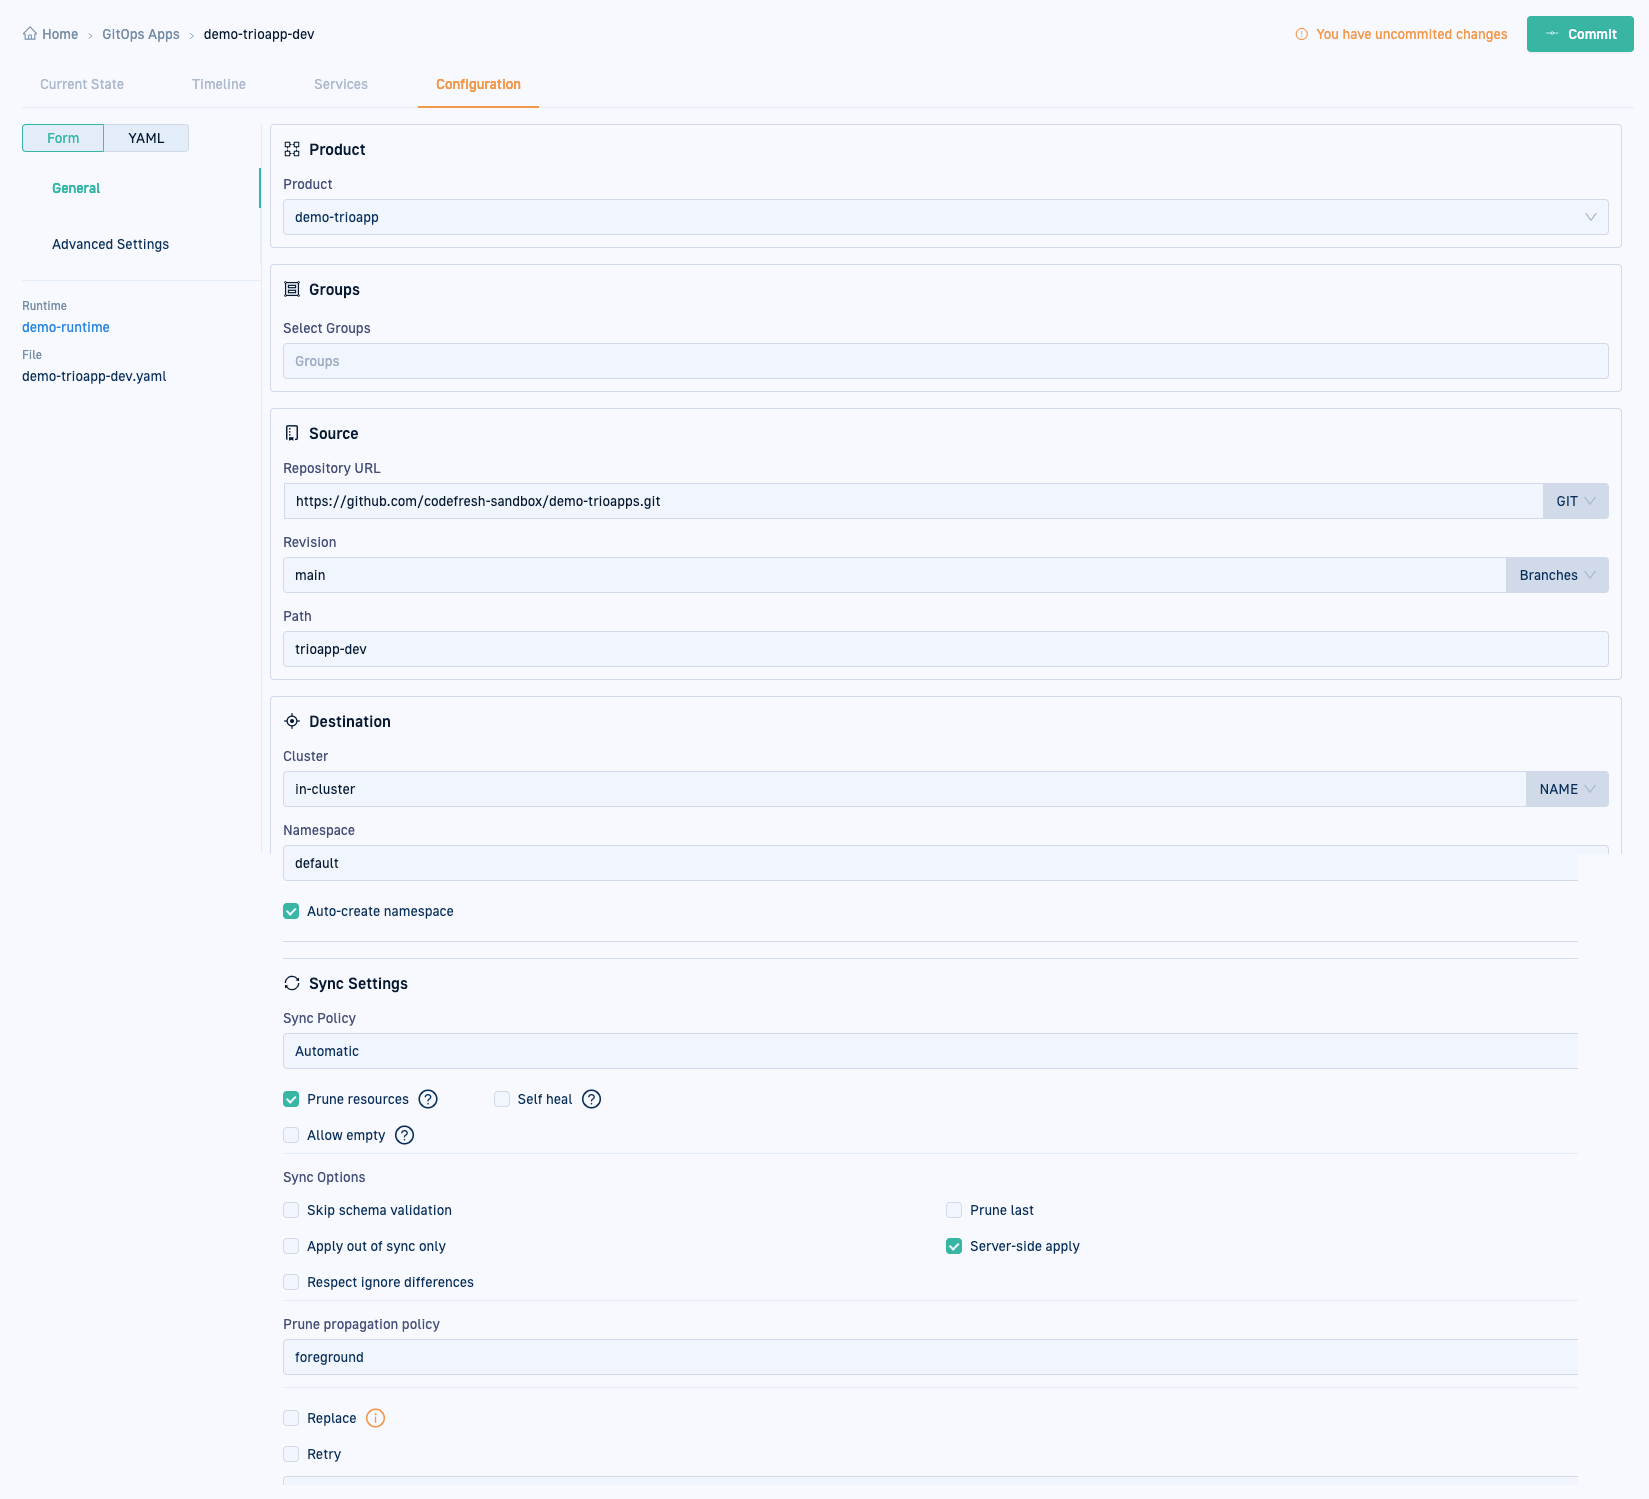 Home › GitOps Apps › demo-trioapp-dev
You have uncommited changes
Commit
Current State
Timeline
Services
Configuration
Form
YAML
General
Advanced Settings
Runtime
demo-runtime
File
demo-trioapp-dev.yaml
Product
Product
demo-trioapp
Groups
Select Groups
Groups
Source
Repository URL
https://github.com/codefresh-sandbox/demo-trioapps.git
GIT
Revision
main
Branches
Path
trioapp-dev
Destination
Cluster
in-cluster
NAME
Namespace
default
Auto-create namespace
Sync Settings
Sync Policy
Automatic
Prune resources ?
Self heal ?
Allow empty ?
Sync Options
Skip schema validation
Prune last
Apply out of sync only
Server-side apply
Respect ignore differences
Prune propagation policy
foreground
Replace
Retry